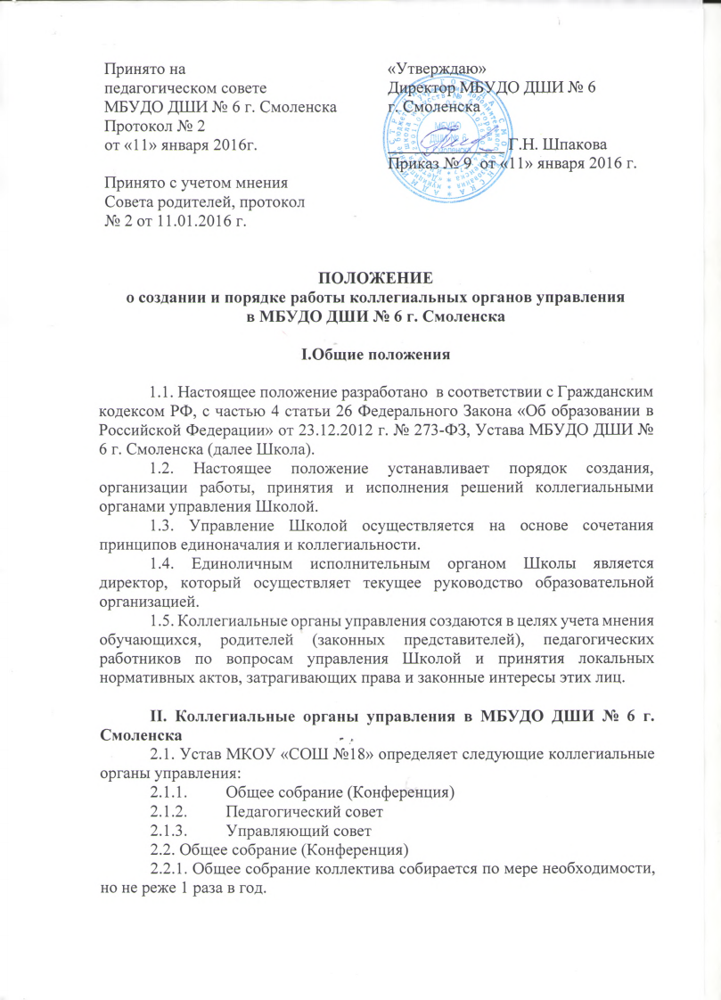 Принято на
педагогическом совете
МБУДО ДШИ № 6 г. Смоленска
Протокол № 2
от «11» января 2016г.
Принято с учетом мнения
Совета родителей, протокол
№ 2 от 11.01.2016 г.
«Утверждаю»
Директор МБУДО ДШИ № 6
г. Смоленска
Г.Н. Шпакова
Приказ № 9 от «11» января 2016 г.
ПОЛОЖЕНИЕ
о создании и порядке работы коллегиальных органов управления
в МБУДО ДШИ № 6 г. Смоленска
I.Общие положения
1.1. Настоящее положение разработано в соответствии с Гражданским
кодексом РФ, с частью 4 статьи 26 Федерального Закона «Об образовании в
Российской Федерации» от 23.12.2012 г. № 273-ФЗ, Устава МБУДО ДШИ №
6 г. Смоленска (далее Школа).
1.2. Настоящее положение устанавливает порядок создания,
организации работы, принятия и исполнения решений коллегиальными
органами управления Школой.
1.3. Управление Школой осуществляется на основе сочетания
принципов единоначалия и коллегиальности.
1.4. Единоличным исполнительным органом Школы является
директор, который осуществляет текущее руководство образовательной
организацией.
1.5. Коллегиальные органы управления создаются в целях учета мнения
обучающихся, родителей (законных представителей), педагогических
работников по вопросам управления Школой и принятия локальных
нормативных актов, затрагивающих права и законные интересы этих лиц.
II. Коллегиальные органы управления в МБУДО ДШИ № 6 г.
Смоленска
2.1. Устав МКОУ «СОШ №18» определяет следующие коллегиальные
органы управления:
2.1.1. Общее собрание (Конференция)
2.1.2. Педагогический совет
2.1.3. Управляющий совет
2.2. Общее собрание (Конференция)
2.2.1. Общее собрание коллектива собирается по мере необходимости,
но не реже 1 раза в год.